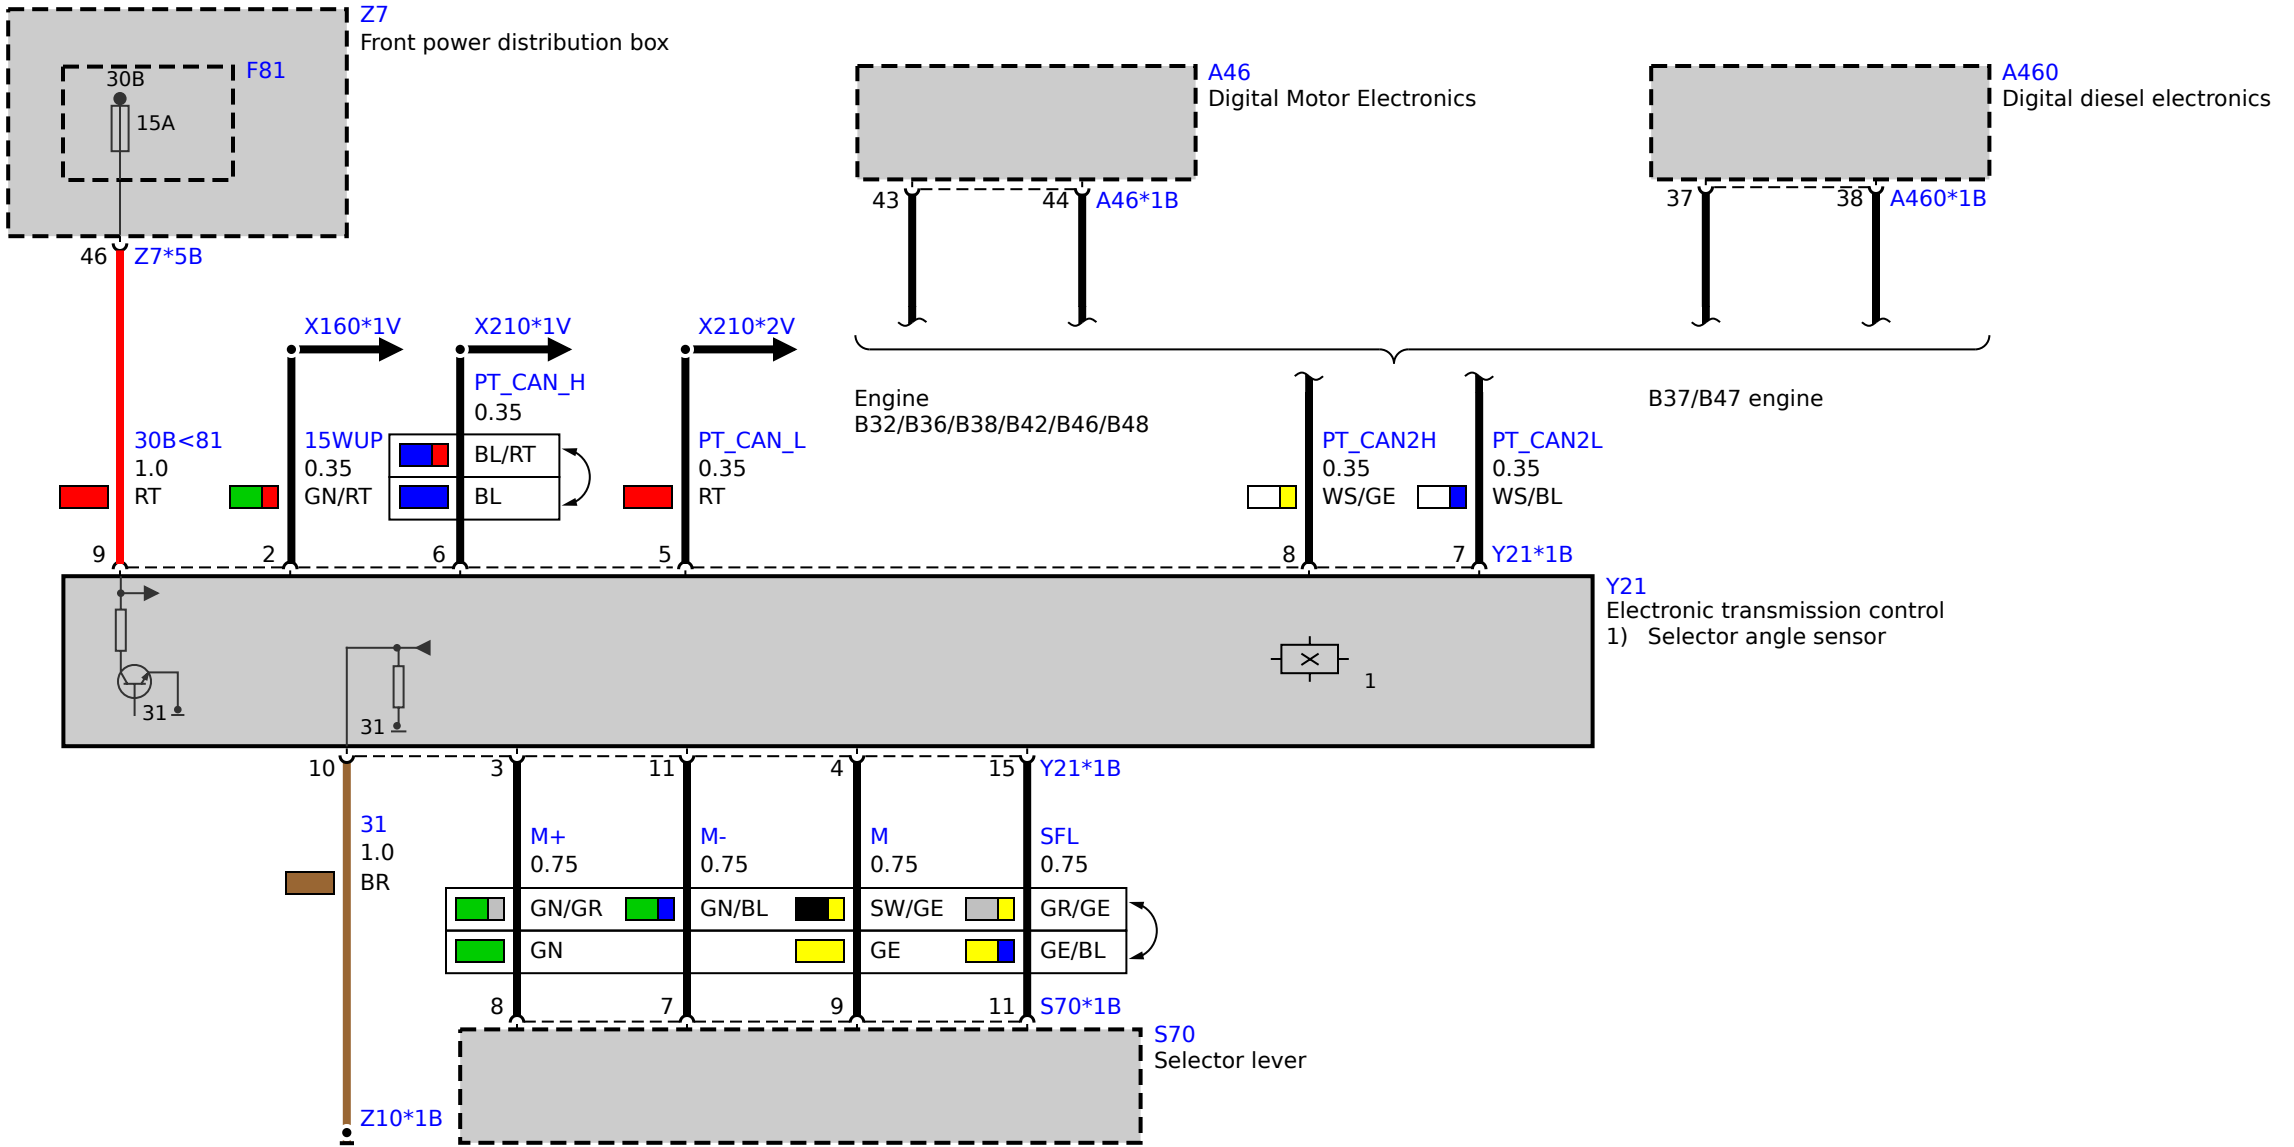 Z7
Front power distribution box
F81
30B
15A
46
Z7*5B
A46
Digital Motor Electronics
A460
Digital diesel electronics
43
44
A46*1B
37
38
A460*1B
X160*1V
X210*1V
X210*2V
Engine
B32/B36/B38/B42/B46/B48
B37/B47 engine
30B<81
1.0
RT
15WUP
0.35
GN/RT
PT_CAN_H
0.35
BL/RT
BL
PT_CAN_L
0.35
RT
PT_CAN2H
0.35
WS/GE
PT_CAN2L
0.35
WS/BL
9
2
6
5
8
7
Y21*1B
Y21
Electronic transmission control
1) Selector angle sensor
31
31
1
10
3
11
4
15
Y21*1B
31
1.0
BR
M+
0.75
M-
0.75
M
0.75
SFL
0.75
GN/GR
GN/BL
SW/GE
GR/GE
GN
GE
GE/BL
8
7
9
11
S70*1B
S70
Selector lever
Z10*1B